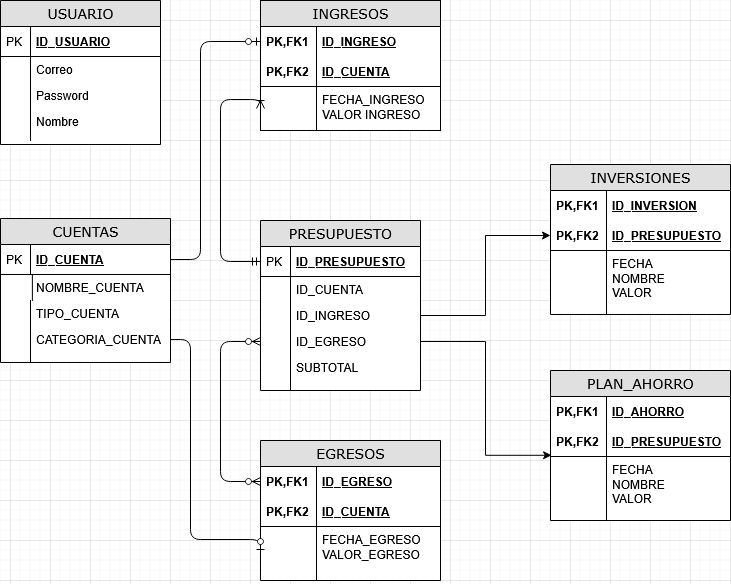 USUARIO
PK ID_USUARIO
Correo
Password
Nombre
INGRESOS
PK,FK1 ID_INGRESO
PK,FK2 ID_CUENTA
FECHA_INGRESO
VALOR INGRESO
CUENTAS
PK ID_CUENTA
NOMBRE_CUENTA
TIPO_CUENTA
CATEGORIA_CUENTA
PRESUPUESTO
PK ID_PRESUPUESTO
ID_CUENTA
ID_INGRESO
ID_EGRESO
SUBTOTAL
INVERSIONES
PK,FK1 ID_INVERSION
PK,FK2 ID_PRESUPUESTO
FECHA
NOMBRE
VALOR
PLAN_AHORRO
PK,FK1 ID_AHORRO
PK,FK2 ID_PRESUPUESTO
FECHA
NOMBRE
VALOR
EGRESOS
PK,FK1 ID_EGRESO
PK,FK2 ID_CUENTA
FECHA_EGRESO
VALOR_EGRESO